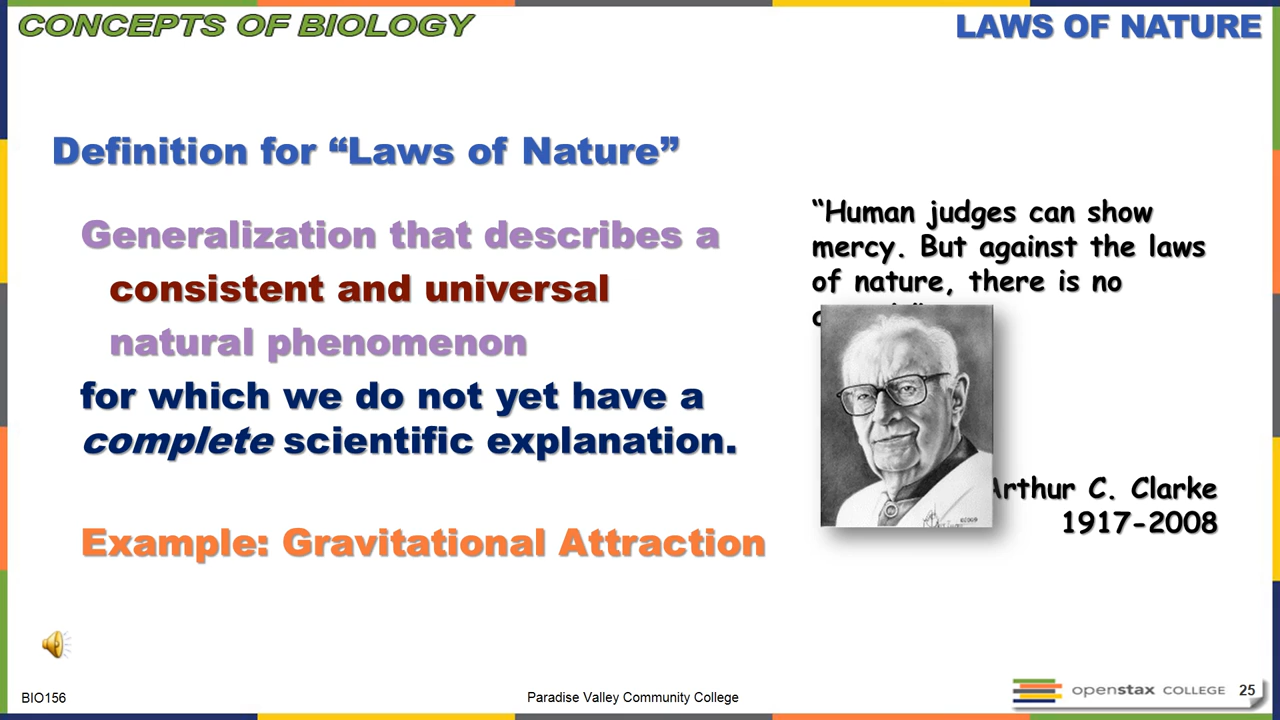 CONCEPTS OF BIOLOGY
LAWS OF NATURE
Definition for “Laws of Nature”
Generalization that describes a
consistent and universal
natural phenomenon
for which we do not yet have a
complete scientific explanation.
Example: Gravitational Attraction
“Human judges can show
mercy. But against the laws
of nature, there is no
Arthur C. Clarke
1917-2008
BIO156
Paradise Valley Community College
openstax COLLEGE
25